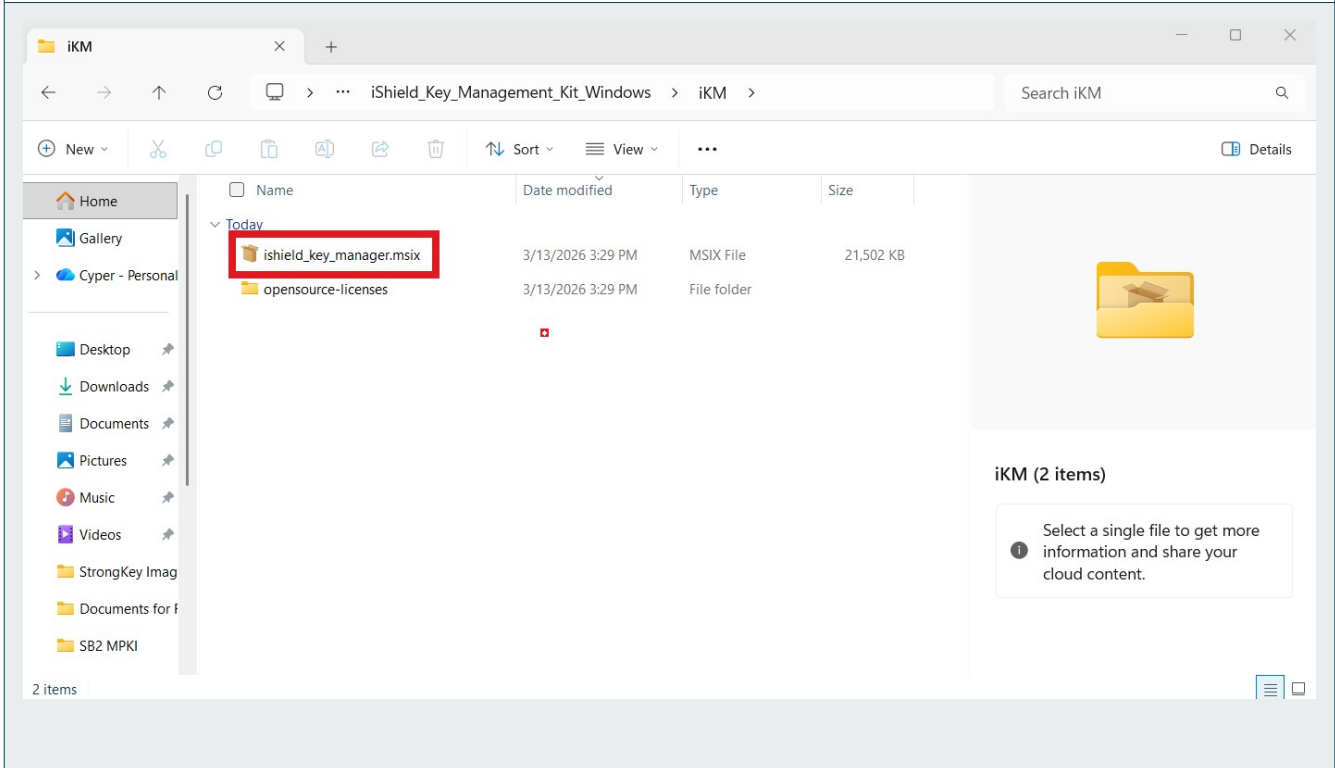 iKM
iShield_Key_Management_Kit_Windows > iKM >
Search iKM
New
Sort
View
Details
Home
Gallery
Cyper - Personal
Desktop
Downloads
Documents
Pictures
Music
Videos
StrongKey Imag
Documents for F
SB2 MPKI
Name Date modified Type Size
Today
ishield_key_manager.msix 3/13/2026 3:29 PM MSIX File 21,502 KB
opensource-licenses 3/13/2026 3:29 PM File folder
iKM (2 items)
Select a single file to get more
information and share your
cloud content.
2 items